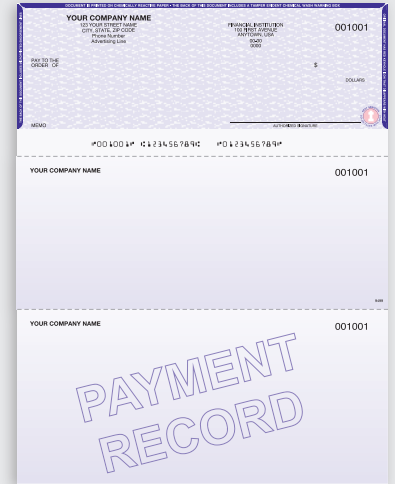 DOCUMENT IS PRINTED ON CHEMICALLY REACTIVE PAPER • THE BACK OF THIS DOCUMENT INCLUDES A TAMPER EVIDENT CHEMICAL WASH WARNING BOX
YOUR COMPANY NAME
123 YOUR STREET NAME
CITY, STATE, ZIP CODE
Phone Number
Advertising Line
FINANCIAL INSTITUTION
100 FIRST AVENUE
ANYTOWN, USA
00-00
0000
001001
PAY TO THE
ORDER OF
$
DOLLARS
MEMO
AUTHORIZED SIGNATURE
⑈001001⑈ ⑆123456789⑆ ⑈0123456789⑈
YOUR COMPANY NAME
001001
YOUR COMPANY NAME
001001
PAYMENT
RECORD